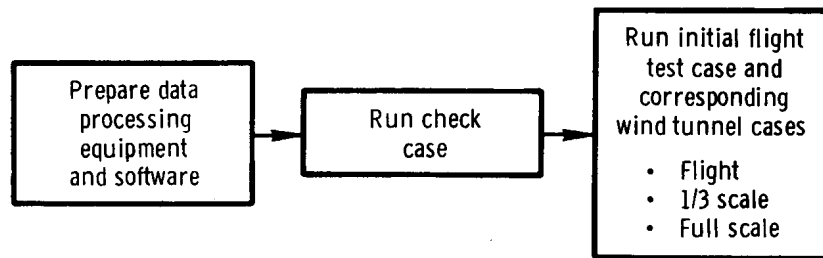 Prepare data
processing
equipment
and software
Run check
case
Run initial flight
test case and
corresponding
wind tunnel cases
• Flight
• 1/3 scale
• Full scale